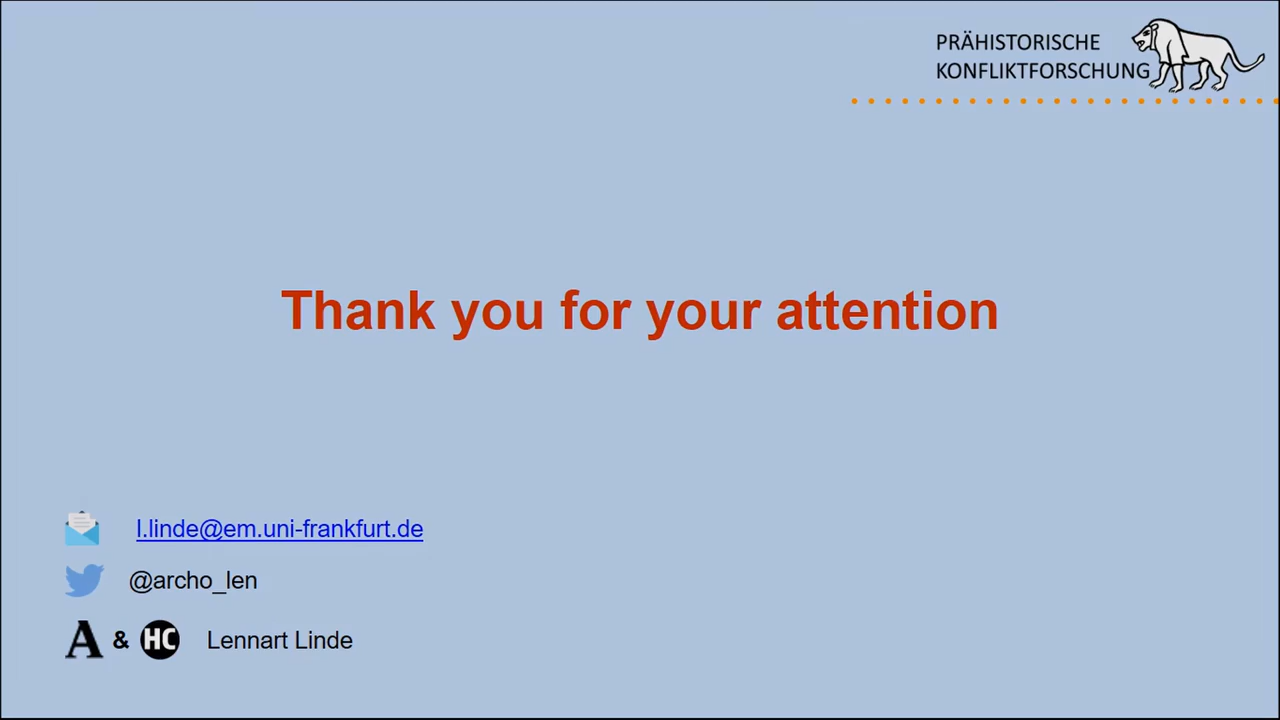 PRÄHISTORISCHE
KONFLIKTFORSCHUNG
Thank you for your attention
l.linde@em.uni-frankfurt.de
@archo_len
A & HC Lennart Linde